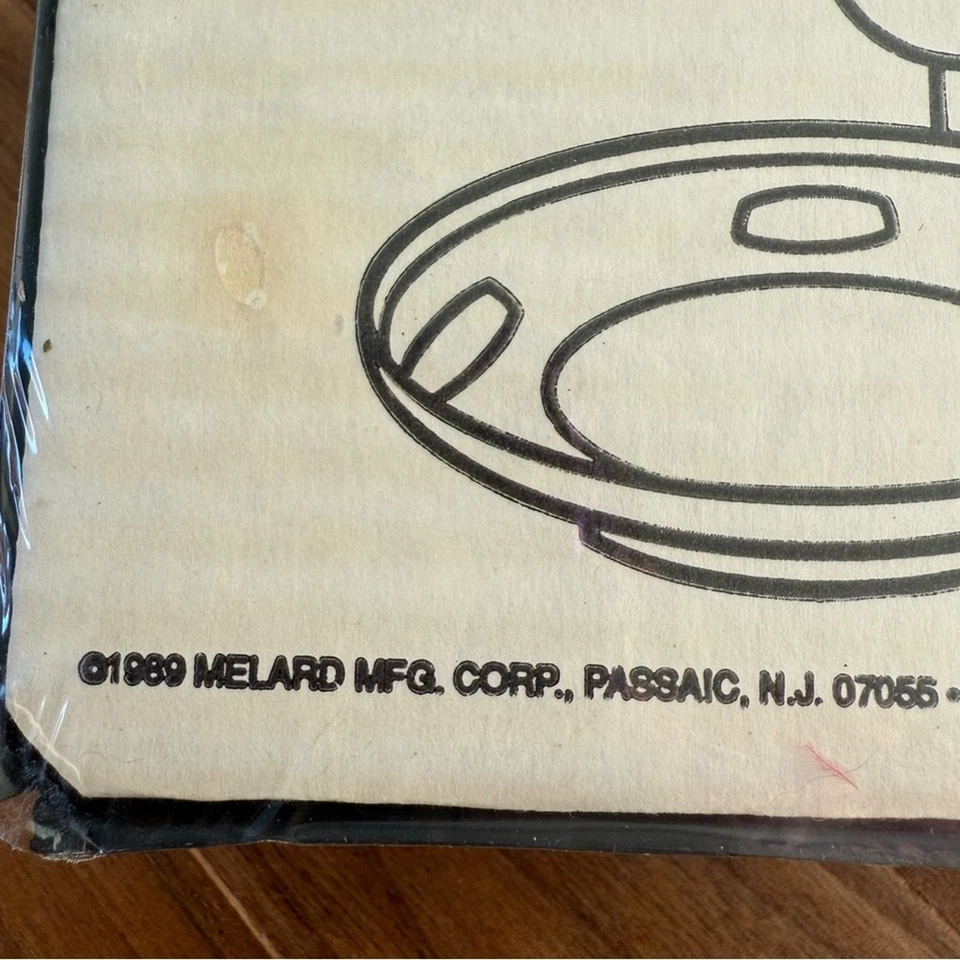 ©1989 MELARD MFG. CORP., PASSAIC, N.J. 07055 •